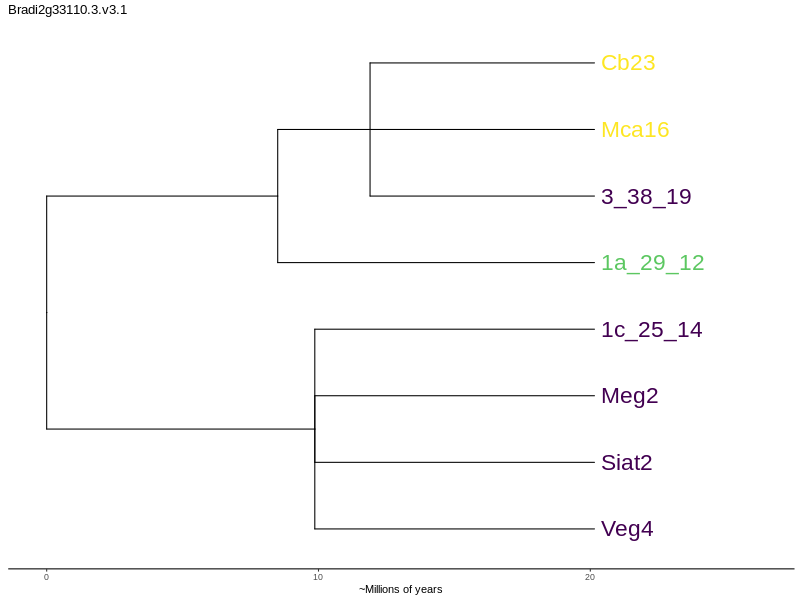 Bradi2g33110.3.v3.1
Cb23
Mca16
3_38_19
1a_29_12
1c_25_14
Meg2
Siat2
Veg4
0 10 20
~Millions of years